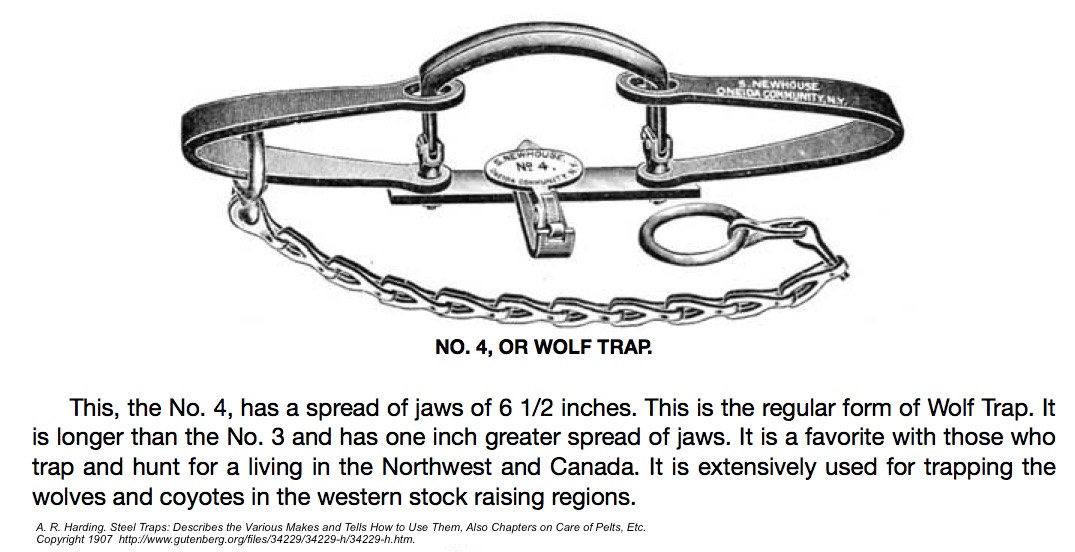 S. NEWHOUSE
ONEIDA COMMUNITY, N.Y.
S. NEWHOUSE.
No 4.
ONEIDA COMMUNITY, N.Y.
NO. 4, OR WOLF TRAP.
This, the No. 4, has a spread of jaws of 6 1/2 inches. This is the regular form of Wolf Trap. It
is longer than the No. 3 and has one inch greater spread of jaws. It is a favorite with those who
trap and hunt for a living in the Northwest and Canada. It is extensively used for trapping the
wolves and coyotes in the western stock raising regions.
A. R. Harding. Steel Traps: Describes the Various Makes and Tells How to Use Them, Also Chapters on Care of Pelts, Etc.
Copyright 1907 http://www.gutenberg.org/files/34229/34229-h/34229-h.htm.